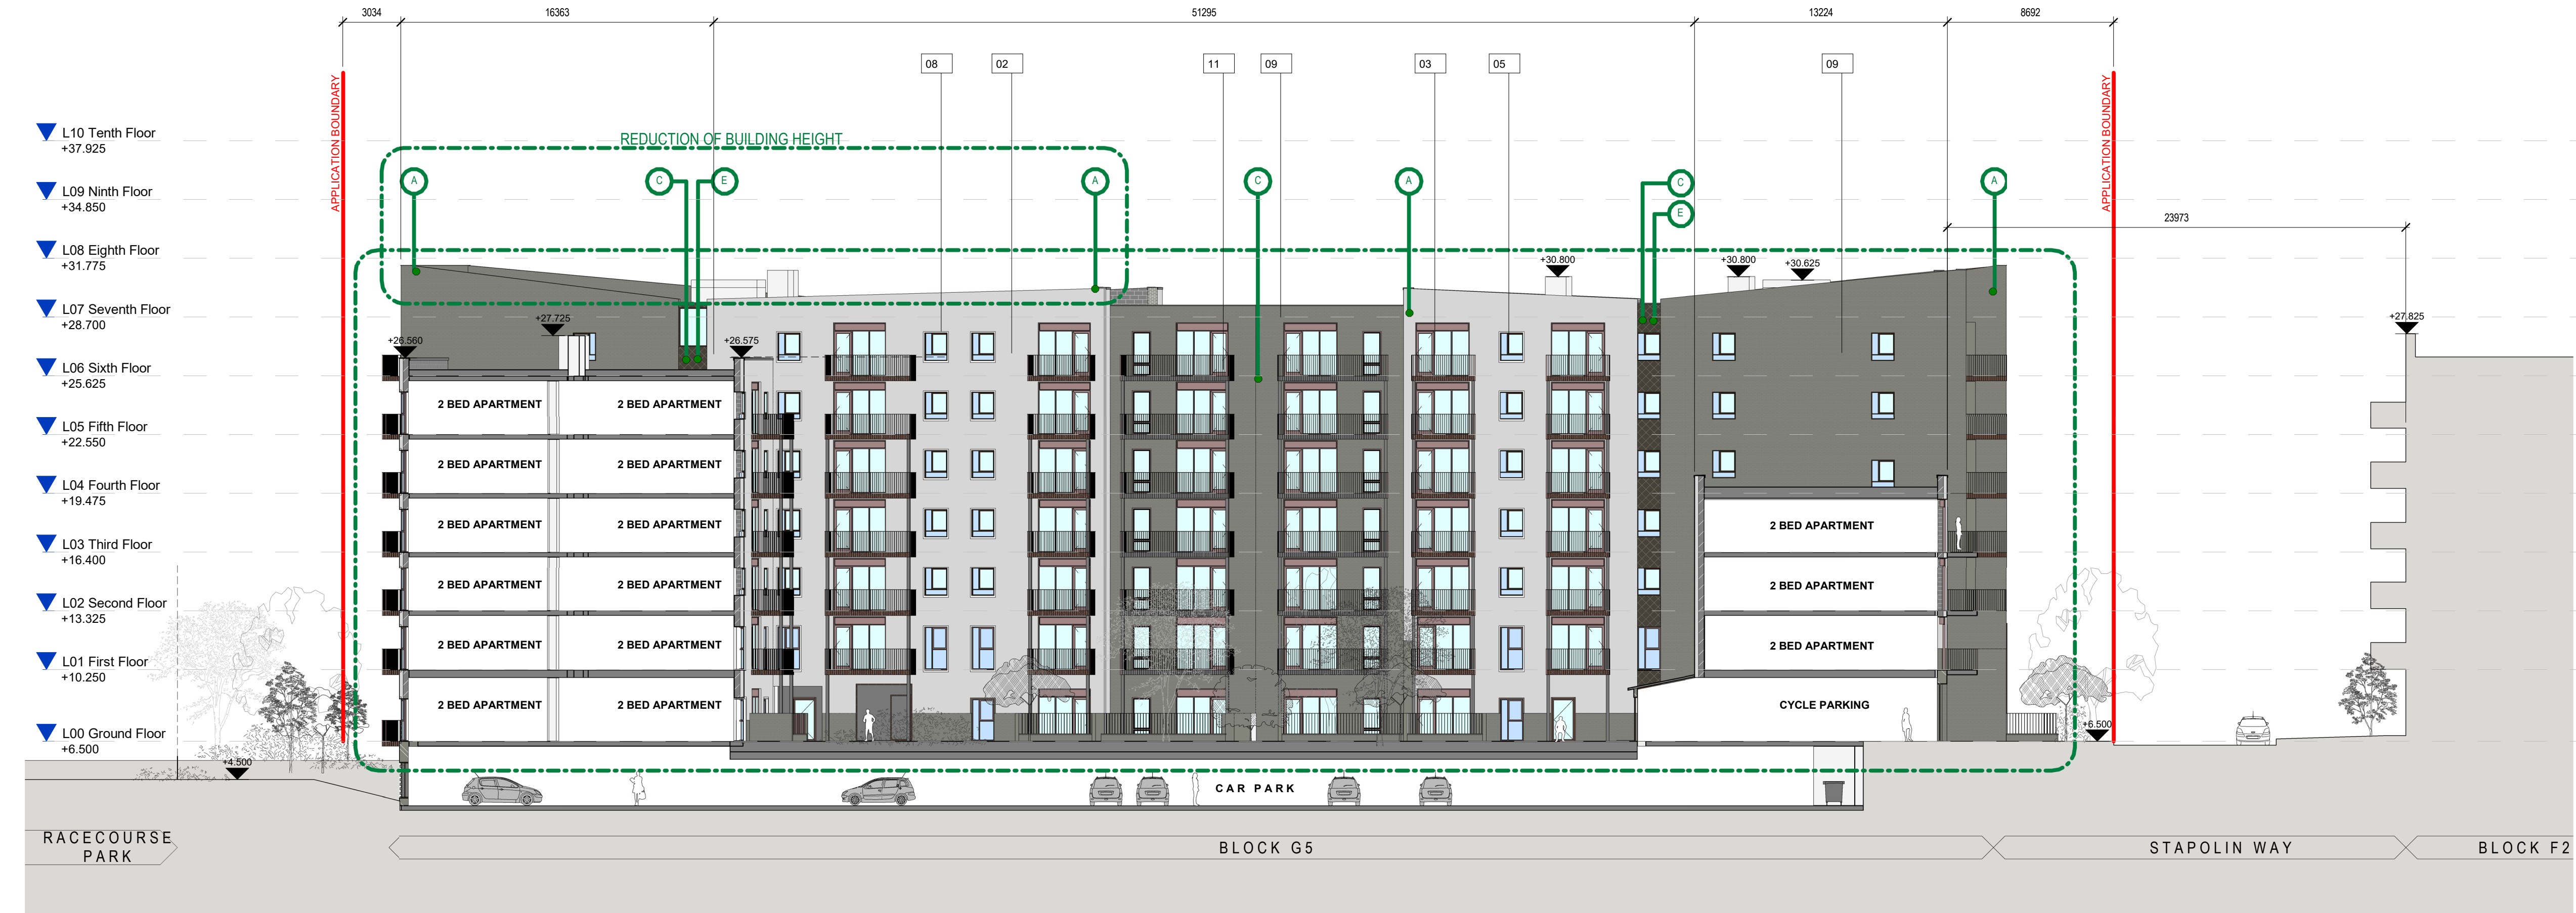 3034
16363
51295
13224
8692
08
02
11
09
03
05
09
APPLICATION BOUNDARY
APPLICATION BOUNDARY
L10 Tenth Floor
+37.925
REDUCTION OF BUILDING HEIGHT
A
C
E
A
C
A
C
A
E
L09 Ninth Floor
+34.850
23973
L08 Eighth Floor
+31.775
+30.800
+30.800
+30.625
L07 Seventh Floor
+28.700
+27.725
+27.825
+26.560
+26.575
L06 Sixth Floor
+25.625
2 BED APARTMENT
2 BED APARTMENT
L05 Fifth Floor
+22.550
2 BED APARTMENT
2 BED APARTMENT
L04 Fourth Floor
+19.475
2 BED APARTMENT
2 BED APARTMENT
2 BED APARTMENT
L03 Third Floor
+16.400
2 BED APARTMENT
2 BED APARTMENT
2 BED APARTMENT
L02 Second Floor
+13.325
2 BED APARTMENT
2 BED APARTMENT
2 BED APARTMENT
L01 First Floor
+10.250
2 BED APARTMENT
2 BED APARTMENT
CYCLE PARKING
L00 Ground Floor
+6.500
+6.500
+4.500
CAR PARK
RACECOURSE
PARK
BLOCK G5
STAPOLIN WAY
BLOCK F2